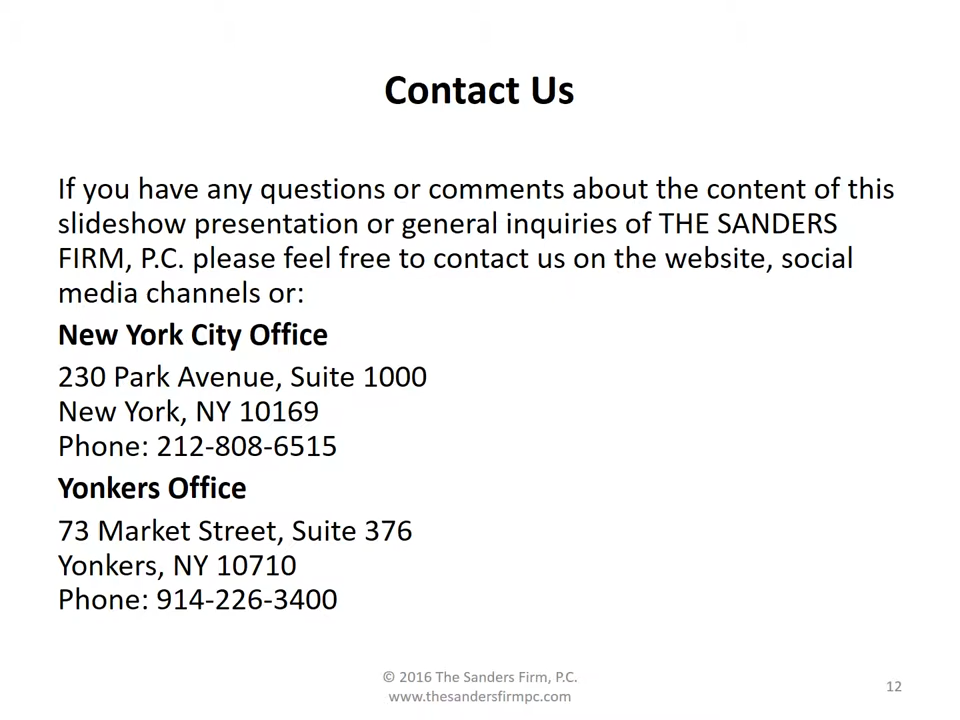 Contact Us
If you have any questions or comments about the content of this
slideshow presentation or general inquiries of THE SANDERS
FIRM, P.C. please feel free to contact us on the website, social
media channels or:
New York City Office
230 Park Avenue, Suite 1000
New York, NY 10169
Phone: 212-808-6515
Yonkers Office
73 Market Street, Suite 376
Yonkers, NY 10710
Phone: 914-226-3400
© 2016 The Sanders Firm, P.C.
www.thesandersfirmpc.com
12